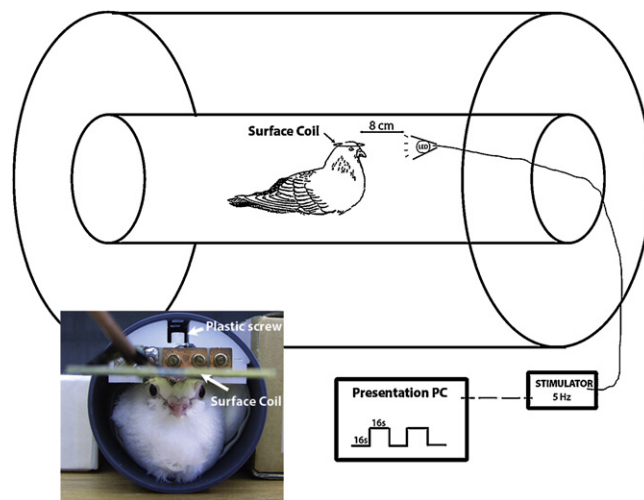 8 cm
Surface Coil
LED
Plastic screw
Surface Coil
Presentation PC
16s
16s
STIMULATOR
5 Hz